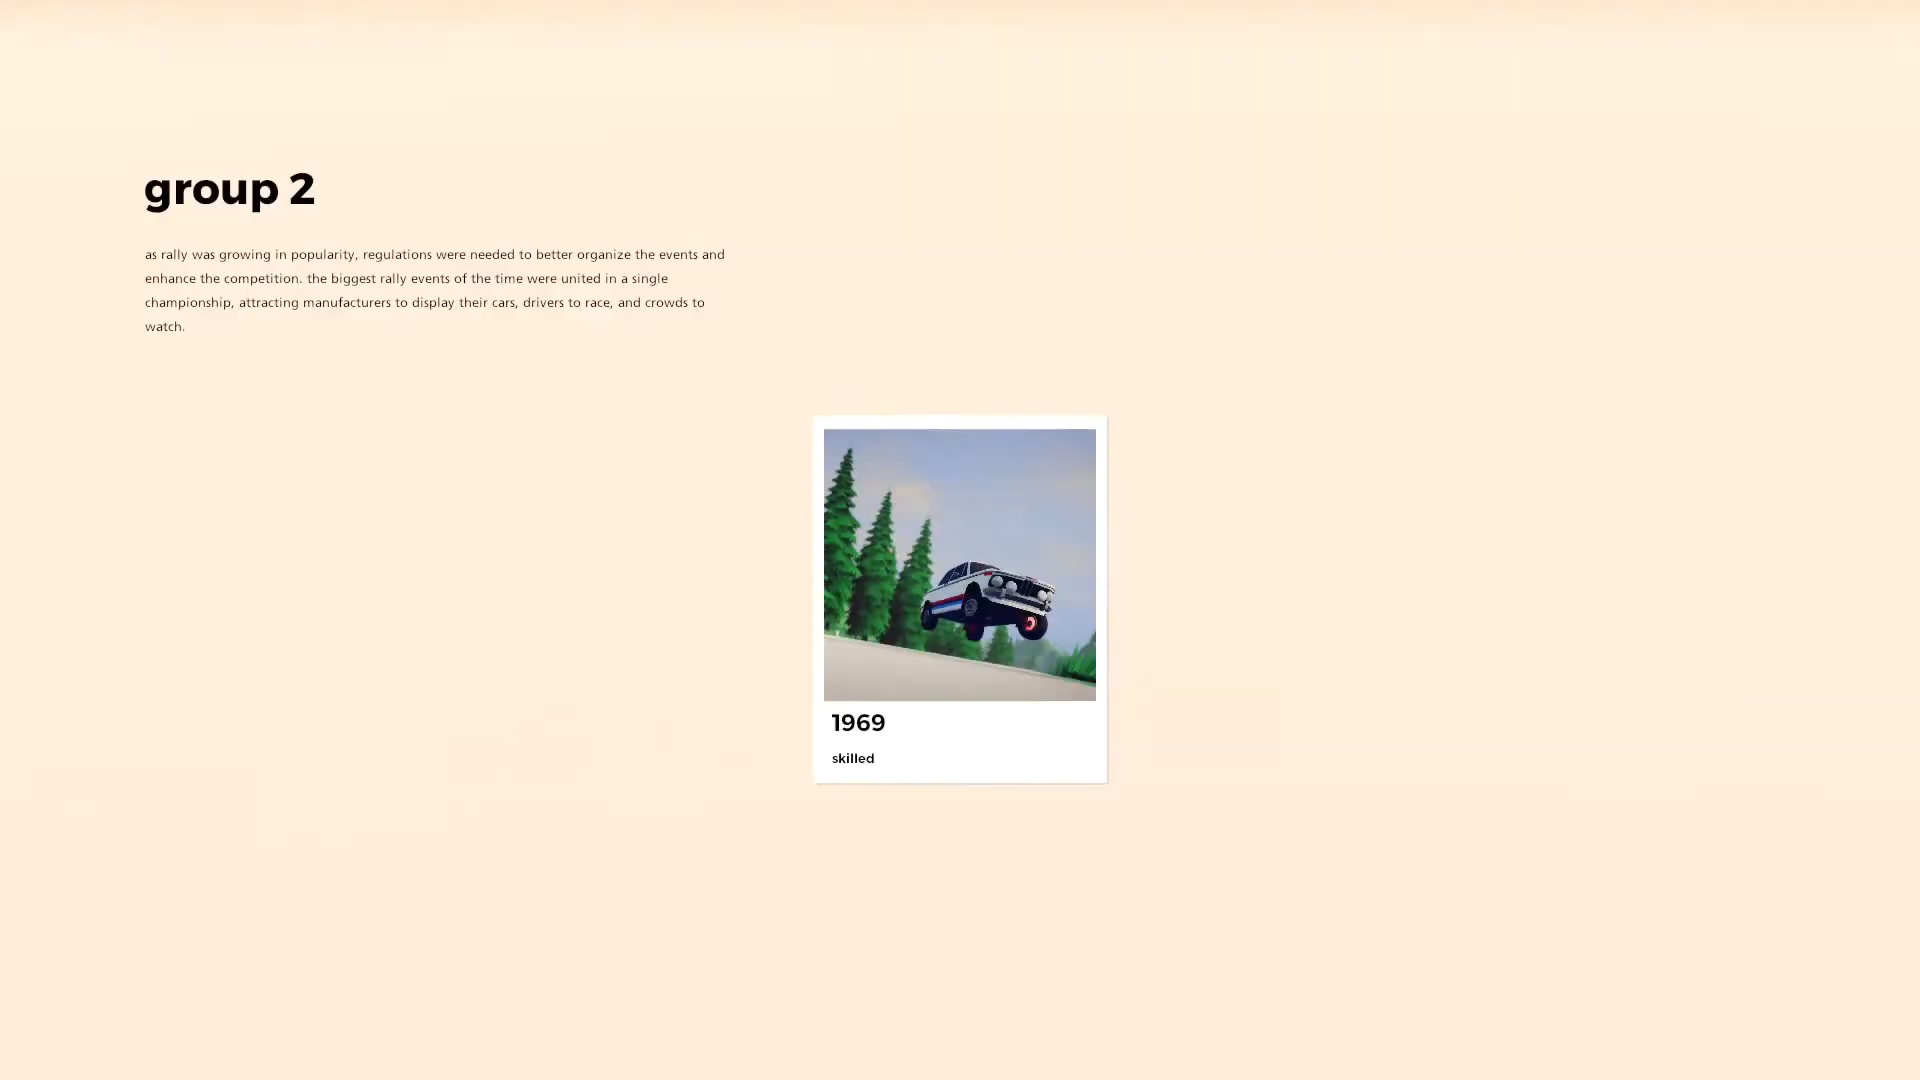 group 2
as rally was growing in popularity, regulations were needed to better organize the events and
enhance the competition. the biggest rally events of the time were united in a single
championship, attracting manufacturers to display their cars, drivers to race, and crowds to
watch.
1969
skilled